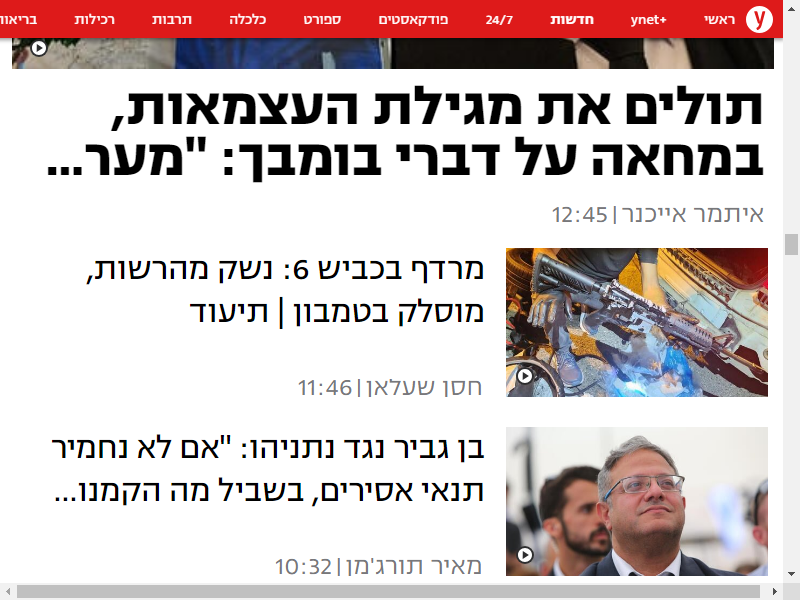 y ראשי ynet+ חדשות 24/7 פודקאסטים ספורט כלכלה תרבות רכילות בריאות
תולים את מגילת העצמאות,
במחאה על דברי בומבך: "מער...
איתמר אייכנר | 12:45
מרדף בכביש 6: נשק מהרשות,
מוסלק בטמבון | תיעוד
חסן שעלאן | 11:46
בן גביר נגד נתניהו: "אם לא נחמיר
תנאי אסירים, בשביל מה הקמנו...
מאיר תורג'מן | 10:32